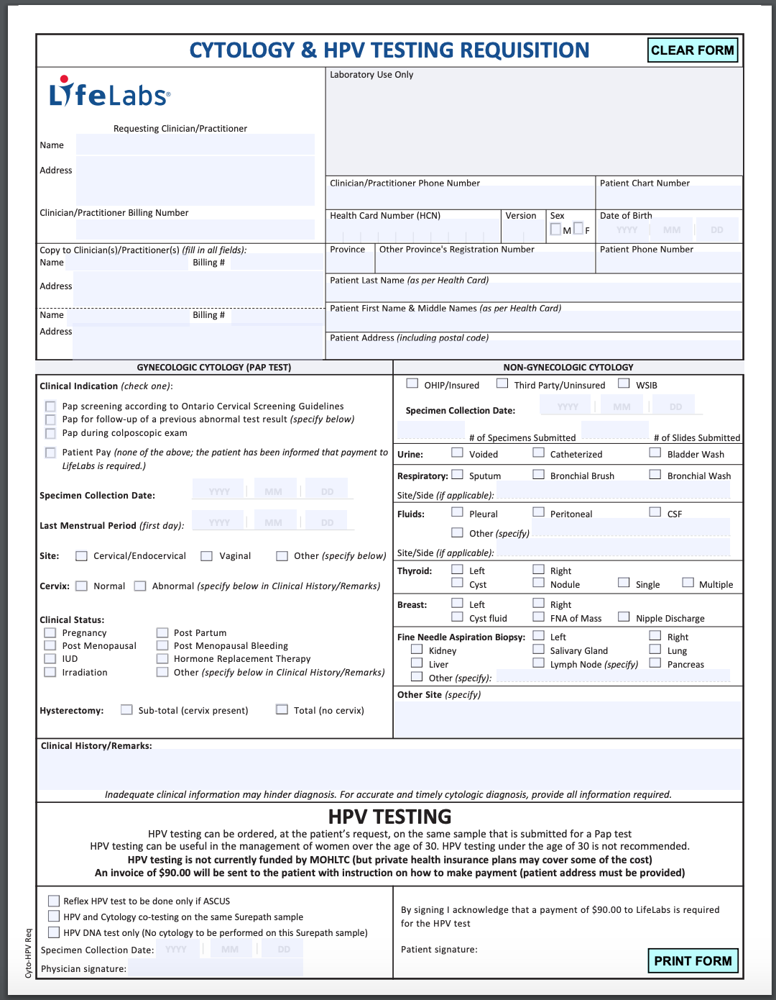 CYTOLOGY & HPV TESTING REQUISITION
CLEAR FORM
LifeLabs®
Requesting Clinician/Practitioner
Name
Address
Clinician/Practitioner Billing Number
Laboratory Use Only
Clinician/Practitioner Phone Number
Patient Chart Number
Health Card Number (HCN)
Version
Sex
M F
Date of Birth
YYYY MM DD
Copy to Clinician(s)/Practitioner(s) (fill in all fields):
Name Billing #
Address
Name Billing #
Address
Province
Other Province's Registration Number
Patient Phone Number
Patient Last Name (as per Health Card)
Patient First Name & Middle Names (as per Health Card)
Patient Address (including postal code)
GYNECOLOGIC CYTOLOGY (PAP TEST)
Clinical Indication (check one):
Pap screening according to Ontario Cervical Screening Guidelines
Pap for follow-up of a previous abnormal test result (specify below)
Pap during colposcopic exam
Patient Pay (none of the above; the patient has been informed that payment to
LifeLabs is required.)
Specimen Collection Date: YYYY MM DD
Last Menstrual Period (first day): YYYY MM DD
Site: Cervical/Endocervical Vaginal Other (specify below)
Cervix: Normal Abnormal (specify below in Clinical History/Remarks)
Clinical Status:
Pregnancy Post Partum
Post Menopausal Post Menopausal Bleeding
IUD Hormone Replacement Therapy
Irradiation Other (specify below in Clinical History/Remarks)
Hysterectomy: Sub-total (cervix present) Total (no cervix)
NON-GYNECOLOGIC CYTOLOGY
OHIP/Insured Third Party/Uninsured WSIB
Specimen Collection Date: YYYY MM DD
# of Specimens Submitted # of Slides Submitted
Urine: Voided Catheterized Bladder Wash
Respiratory: Sputum Bronchial Brush Bronchial Wash
Site/Side (if applicable):
Fluids: Pleural Peritoneal CSF
Other (specify)
Site/Side (if applicable):
Thyroid: Left Right
Cyst Nodule Single Multiple
Breast: Left Right
Cyst fluid FNA of Mass Nipple Discharge
Fine Needle Aspiration Biopsy: Left Right
Kidney Salivary Gland Lung
Liver Lymph Node (specify) Pancreas
Other (specify):
Other Site (specify)
Clinical History/Remarks:
Inadequate clinical information may hinder diagnosis. For accurate and timely cytologic diagnosis, provide all information required.
HPV TESTING
HPV testing can be ordered, at the patient's request, on the same sample that is submitted for a Pap test
HPV testing can be useful in the management of women over the age of 30. HPV testing under the age of 30 is not recommended.
HPV testing is not currently funded by MOHLTC (but private health insurance plans may cover some of the cost)
An invoice of $90.00 will be sent to the patient with instruction on how to make payment (patient address must be provided)
Reflex HPV test to be done only if ASCUS
HPV and Cytology co-testing on the same Surepath sample
HPV DNA test only (No cytology to be performed on this Surepath sample)
Specimen Collection Date: YYYY MM DD
Physician signature:
By signing I acknowledge that a payment of $90.00 to LifeLabs is required
for the HPV test
Patient signature:
PRINT FORM
Cyto-HPV Req